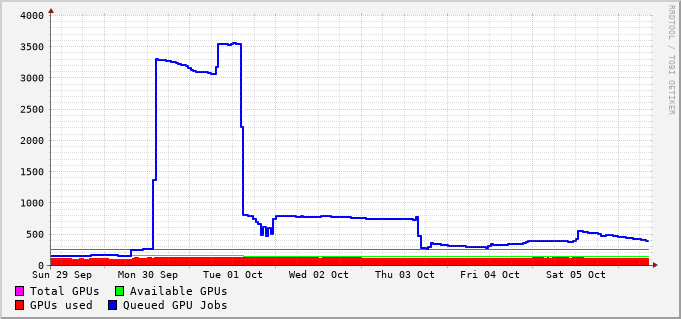 4000
3500
3000
2500
2000
1500
1000
500
0
Sun 29 Sep Mon 30 Sep Tue 01 Oct Wed 02 Oct Thu 03 Oct Fri 04 Oct Sat 05 Oct
Total GPUs Available GPUs
GPUs used Queued GPU Jobs
RRDTOOL / TOBI OETIKER